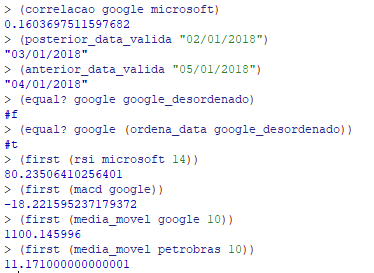 > (correlacao google microsoft)
0.1603697511597682
> (posterior_data_valida "02/01/2018")
"03/01/2018"
> (anterior_data_valida "05/01/2018")
"04/01/2018"
> (equal? google google_desordenado)
#f
> (equal? google (ordena_data google_desordenado))
#t
> (first (rsi microsoft 14))
80.23506410256401
> (first (macd google))
-18.221595237179372
> (first (media_movel google 10))
1100.145996
> (first (media_movel petrobras 10))
11.171000000000001